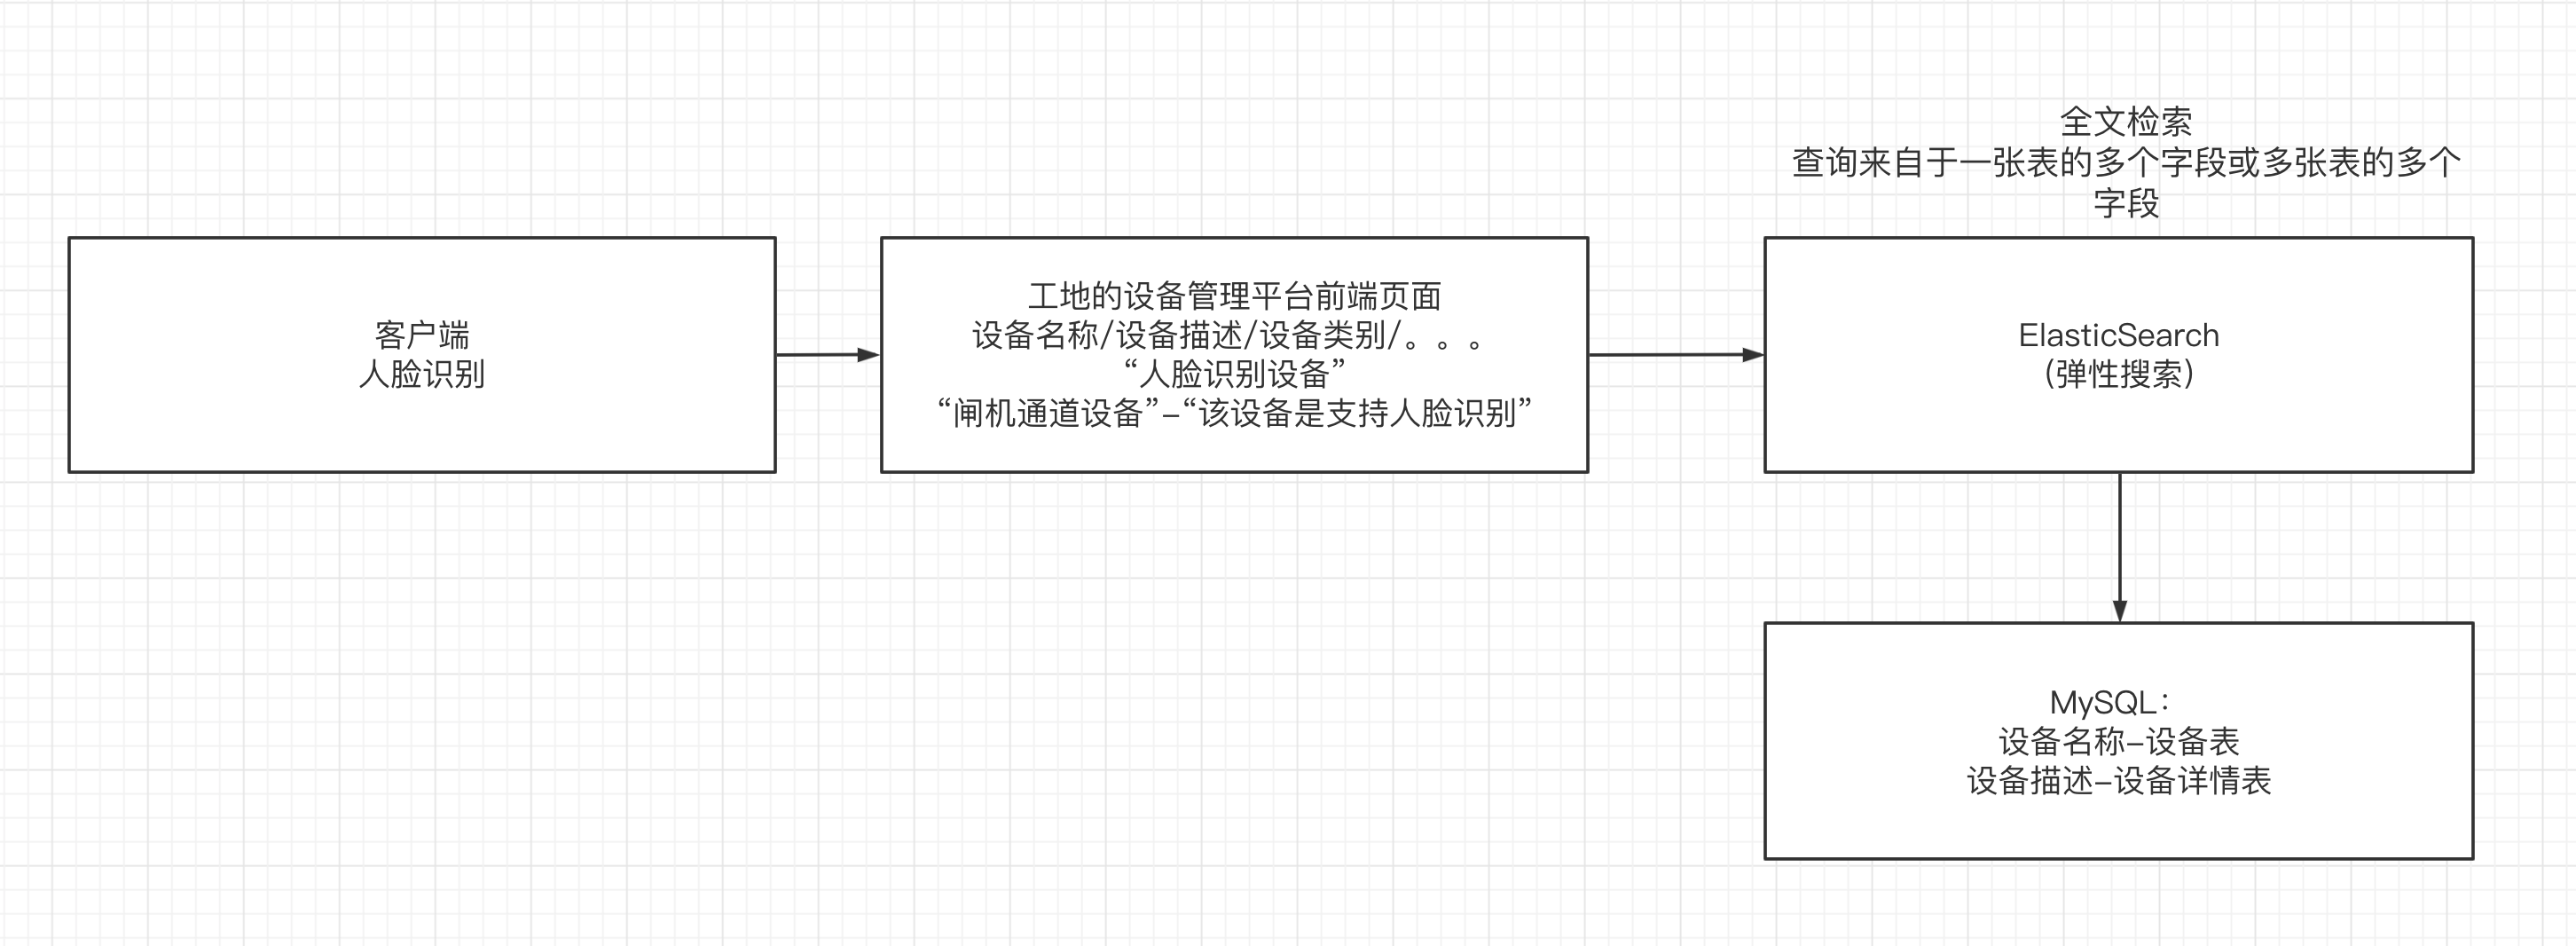 客户端
人脸识别
工地的设备管理平台前端页面
设备名称/设备描述/设备类别/。。。
“人脸识别设备”
“闸机通道设备”–“该设备是支持人脸识别”
全文检索
查询来自于一张表的多个字段或多张表的多个
字段
ElasticSearch
(弹性搜索)
MySQL：
设备名称–设备表
设备描述–设备详情表